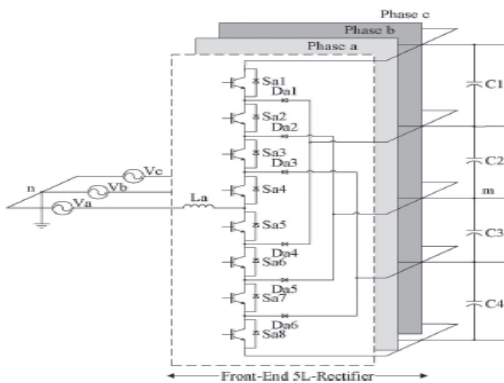 Phase c
Phase b
Phase a
Sa1
Da1
Sa2
Da2
Sa3
Da3
Sa4
Sa5
Da4
Sa6
Da5
Sa7
Da6
Sa8
C1
C2
m
C3
C4
Vc
n
Vb
Va
La
Front-End 5L-Rectifier